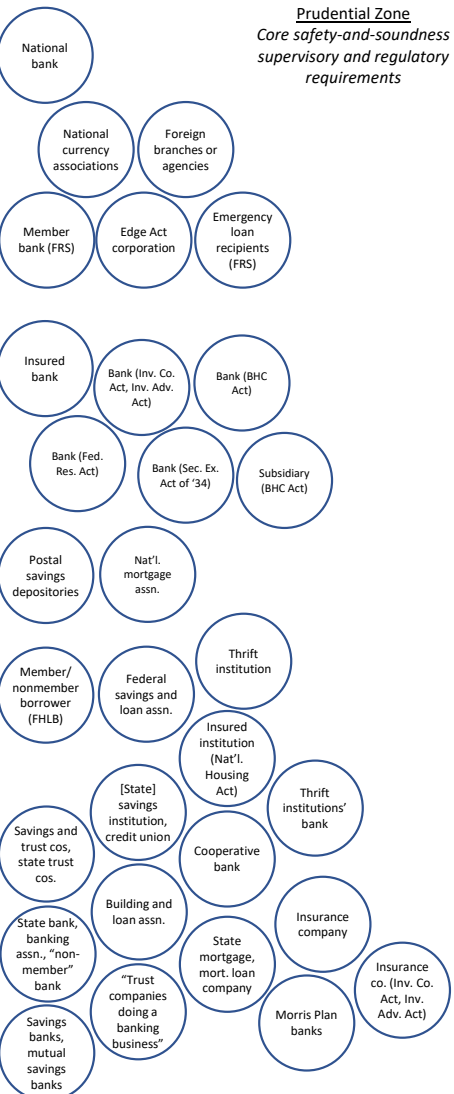 Prudential Zone
Core safety-and-soundness
supervisory and regulatory
requirements
National
bank
National
currency
associations
Foreign
branches or
agencies
Member
bank (FRS)
Edge Act
corporation
Emergency
loan
recipients
(FRS)
Insured
bank
Bank (Inv. Co.
Act, Inv. Adv.
Act)
Bank (BHC
Act)
Bank (Fed.
Res. Act)
Bank (Sec. Ex.
Act of ‘34)
Subsidiary
(BHC Act)
Postal
savings
depositories
Nat’l.
mortgage
assn.
Thrift
institution
Member/
nonmember
borrower
(FHLB)
Federal
savings and
loan assn.
Insured
institution
(Nat’l.
Housing
Act)
[State]
savings
institution,
credit union
Thrift
institutions’
bank
Savings and
trust cos,
state trust
cos.
Cooperative
bank
Building and
loan assn.
Insurance
company
State bank,
banking
assn., “non-
member”
bank
State
mortgage,
mort. loan
company
Insurance
co. (Inv. Co.
Act, Inv.
Adv. Act)
“Trust
companies
doing a
banking
business”
Morris Plan
banks
Savings
banks,
mutual
savings
banks